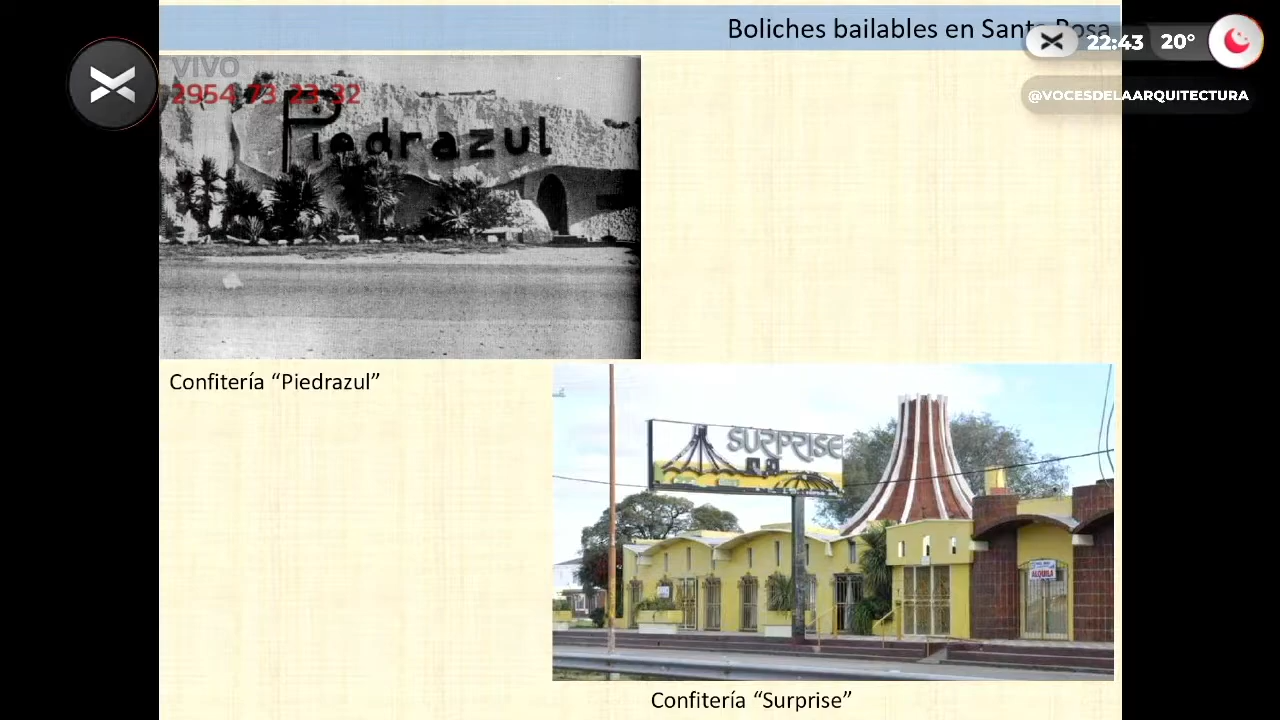 Boliches bailables en Santa Rosa
22:43 20°
@VOCESDELAARQUITECTURA
VIVO
2954 73 23 32
Piedrazul
Confitería “Piedrazul”
SURPRISE
ALQUILA
Confitería “Surprise”